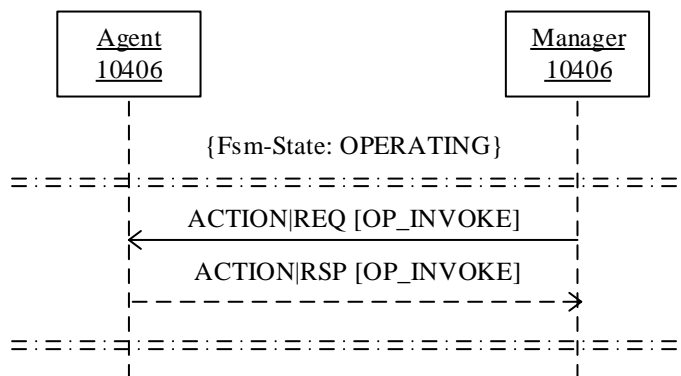 Agent
10406
Manager
10406
{Fsm-State: OPERATING}
ACTION|REQ [OP_INVOKE]
ACTION|RSP [OP_INVOKE]